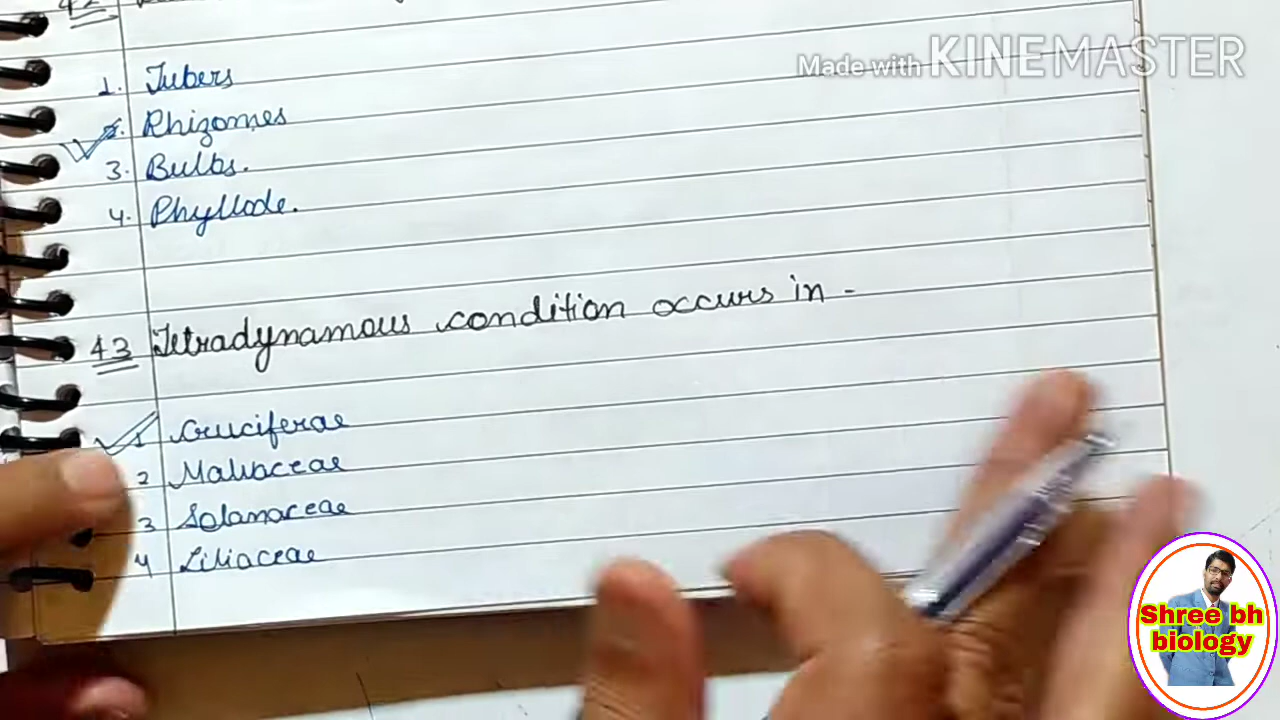 Made with KINEMASTER
42
1. Tubers
2. Rhizomes
3. Bulbs.
4. Phyllode.
43 Tetradynamous condition occurs in -
1 Cruciferae
2 Malvaceae
3 Solanaceae
4 Liliaceae
Shree bh
biology